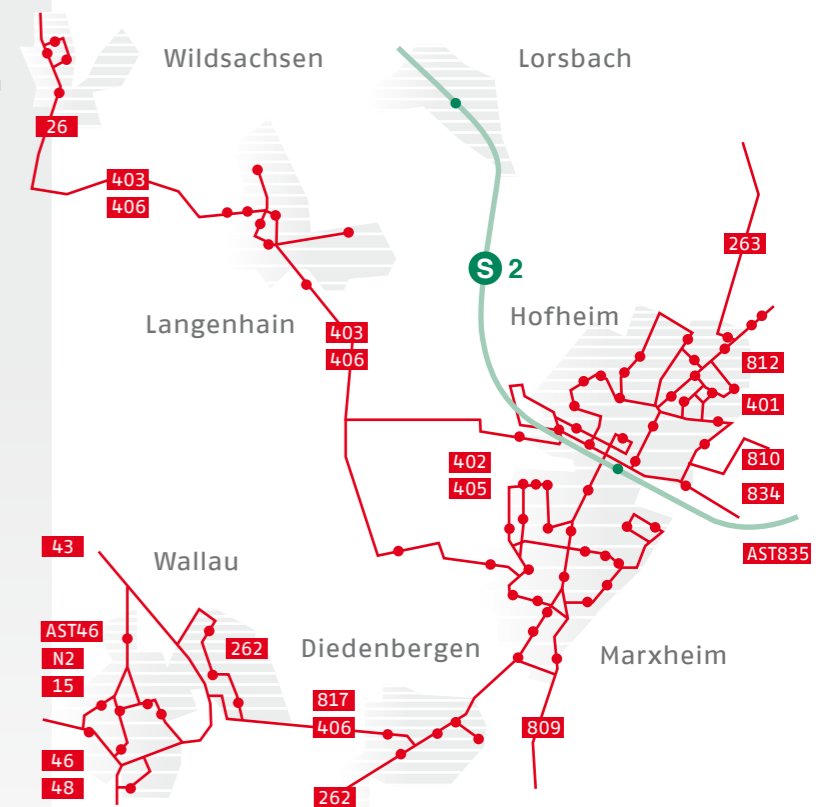 Wildsachsen
Lorsbach
26
403
406
263
S 2
Langenhain
Hofheim
403
406
812
401
402
405
810
834
43
Wallau
AST835
AST46
N2
15
262
Diedenbergen
Marxheim
817
406
809
46
48
262